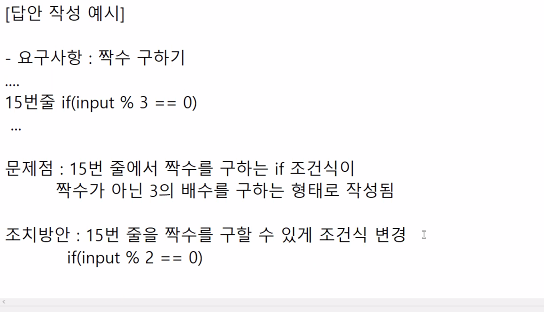 [답안 작성 예시]
- 요구사항 : 짝수 구하기
....
15번줄 if(input % 3 == 0)
...
문제점 : 15번 줄에서 짝수를 구하는 if 조건식이
짝수가 아닌 3의 배수를 구하는 형태로 작성됨
조치방안 : 15번 줄을 짝수를 구할 수 있게 조건식 변경
if(input % 2 == 0)